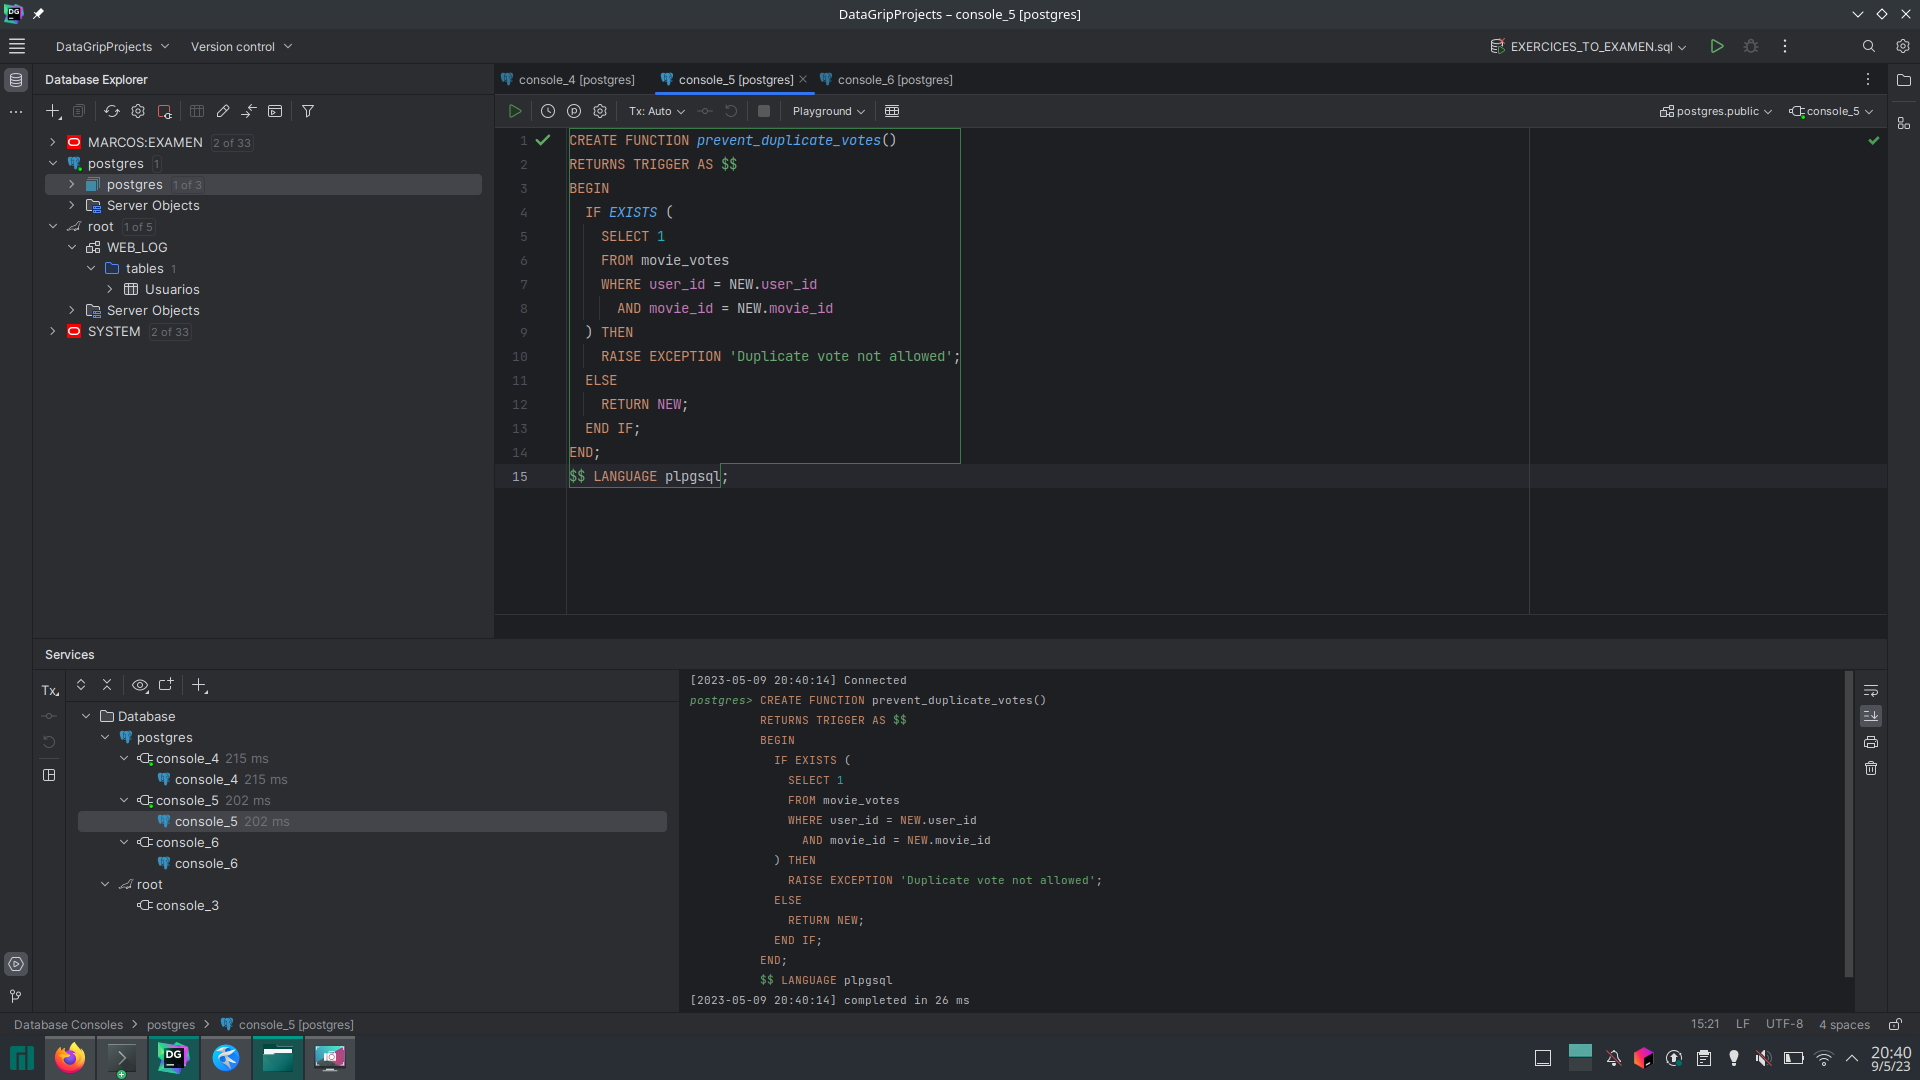 DataGripProjects – console_5 [postgres]
DataGripProjects
Version control
EXERCICES_TO_EXAMEN.sql
Database Explorer
console_4 [postgres]
console_5 [postgres]
console_6 [postgres]
Tx: Auto
Playground
postgres.public
console_5
MARCOS:EXAMEN 2 of 33
postgres 1
postgres 1 of 3
Server Objects
root 1 of 5
WEB_LOG
tables 1
Usuarios
Server Objects
SYSTEM 2 of 33
1 CREATE FUNCTION prevent_duplicate_votes()
2 RETURNS TRIGGER AS $$
3 BEGIN
4 IF EXISTS (
5 SELECT 1
6 FROM movie_votes
7 WHERE user_id = NEW.user_id
8 AND movie_id = NEW.movie_id
9 ) THEN
10 RAISE EXCEPTION 'Duplicate vote not allowed';
11 ELSE
12 RETURN NEW;
13 END IF;
14 END;
15 $$ LANGUAGE plpgsql;
Services
Tx
Database
postgres
console_4 215 ms
console_4 215 ms
console_5 202 ms
console_5 202 ms
console_6
console_6
root
console_3
[2023-05-09 20:40:14] Connected
postgres> CREATE FUNCTION prevent_duplicate_votes()
RETURNS TRIGGER AS $$
BEGIN
IF EXISTS (
SELECT 1
FROM movie_votes
WHERE user_id = NEW.user_id
AND movie_id = NEW.movie_id
) THEN
RAISE EXCEPTION 'Duplicate vote not allowed';
ELSE
RETURN NEW;
END IF;
END;
$$ LANGUAGE plpgsql
[2023-05-09 20:40:14] completed in 26 ms
Database Consoles > postgres > console_5 [postgres]
15:21 LF UTF-8 4 spaces
DG
20:40
9/5/23